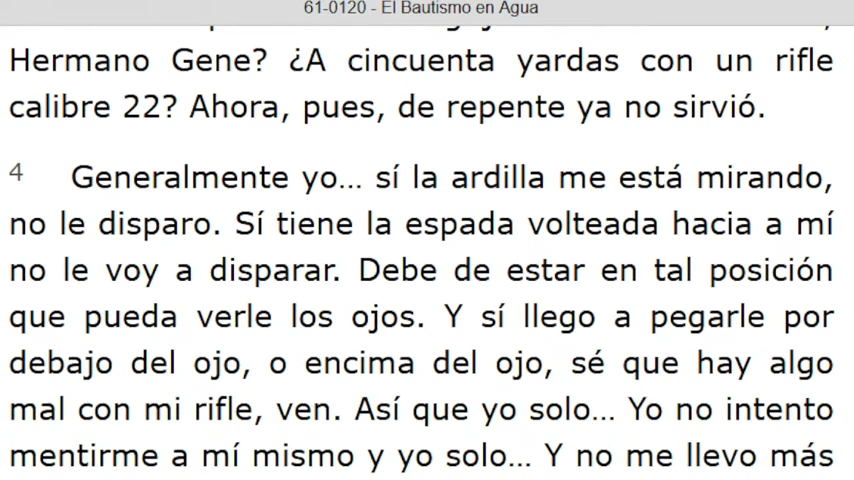 61-0120 - El Bautismo en Agua
Hermano Gene? ¿A cincuenta yardas con un rifle
calibre 22? Ahora, pues, de repente ya no sirvió.
4 Generalmente yo... sí la ardilla me está mirando,
no le disparo. Sí tiene la espada volteada hacia a mí
no le voy a disparar. Debe de estar en tal posición
que pueda verle los ojos. Y sí llego a pegarle por
debajo del ojo, o encima del ojo, sé que hay algo
mal con mi rifle, ven. Así que yo solo... Yo no intento
mentirme a mí mismo y yo solo... Y no me llevo más